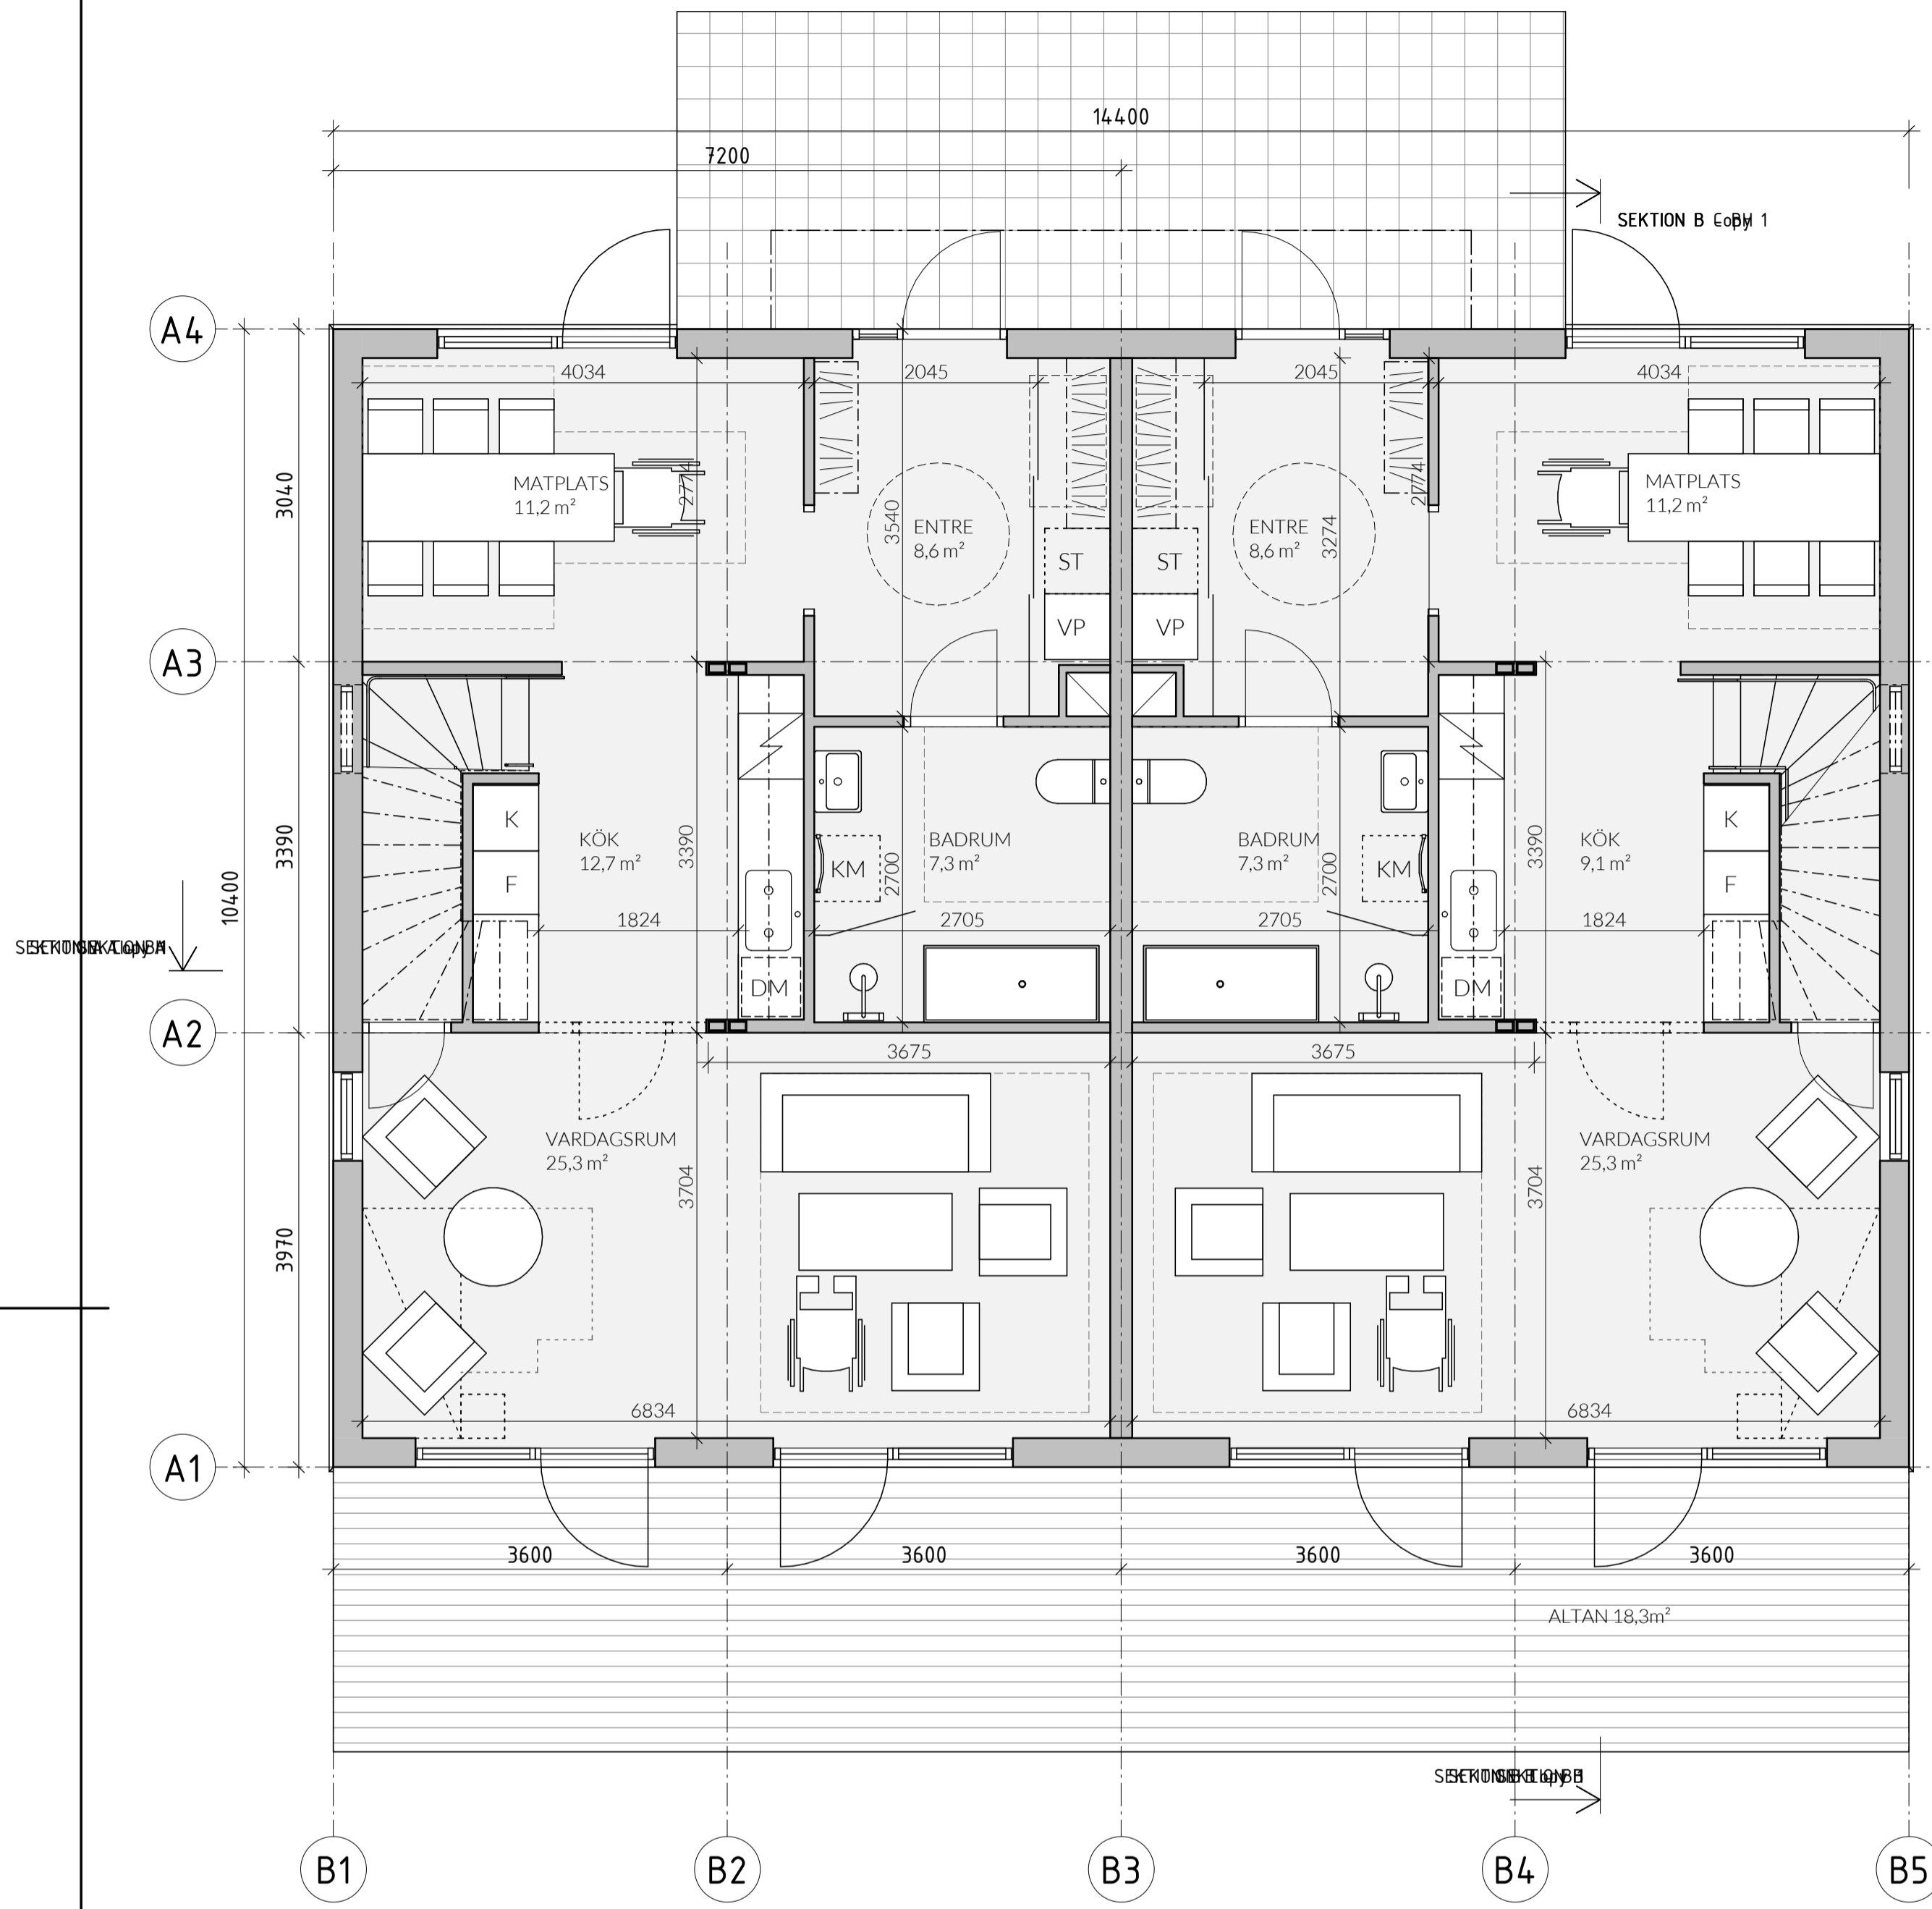 14400
7200
SEKTION B
A4
4034
2045
2045
4034
3040
MATPLATS
11,2 m²
2774
3540
ENTRE
8,6 m²
ST
VP
ST
VP
ENTRE
8,6 m²
3274
2774
MATPLATS
11,2 m²
A3
10400
3390
K
F
KÖK
12,7 m²
3390
1824
DM
KM
2700
BADRUM
7,3 m²
2705
BADRUM
7,3 m²
2700
2705
KM
DM
3390
KÖK
9,1 m²
1824
K
F
A2
3675
3675
3970
VARDAGSRUM
25,3 m²
3704
3704
VARDAGSRUM
25,3 m²
6834
6834
A1
3600
3600
3600
3600
ALTAN 18,3m²
B1
B2
B3
B4
B5